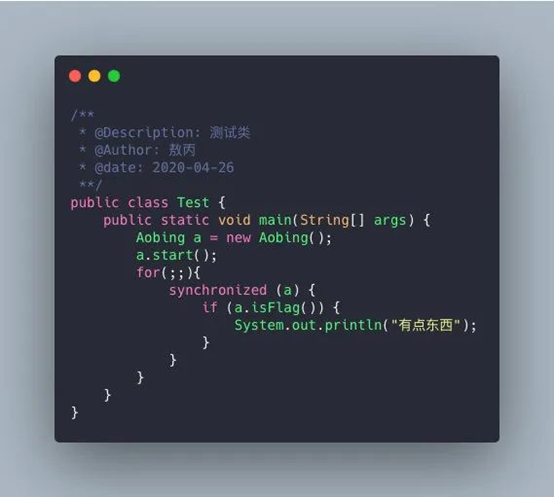 /**
 * @Description: 测试类
 * @Author: 敖丙
 * @date: 2020-04-26
 **/
public class Test {
    public static void main(String[] args) {
        Aobing a = new Aobing();
        a.start();
        for(;;){
            synchronized (a) {
                if (a.isFlag()) {
                    System.out.println("有点东西");
                }
            }
        }
    }
}